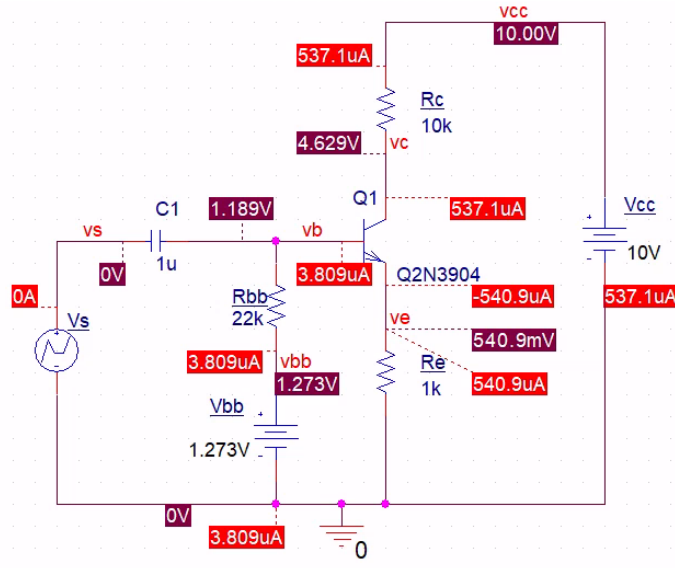 vcc
10.00V
537.1uA
Rc
10k
4.629V
vc
Q1
537.1uA
Vcc
10V
537.1uA
C1
1.189V
vs
vb
1u
0V
3.809uA
Q2N3904
0A
Vs
Rbb
22k
-540.9uA
ve
540.9mV
3.809uA
vbb
1.273V
Re
1k
540.9uA
Vbb
1.273V
0V
3.809uA
0